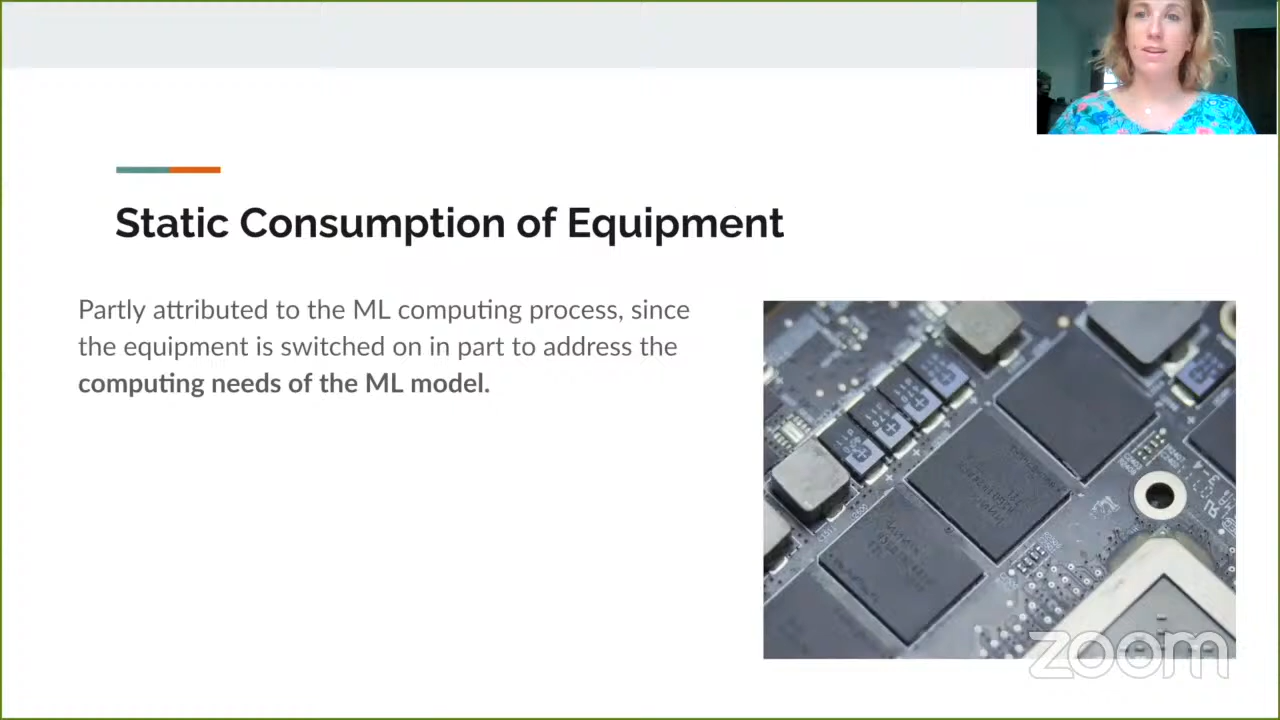 Static Consumption of Equipment
Partly attributed to the ML computing process, since
the equipment is switched on in part to address the
computing needs of the ML model.
zoom